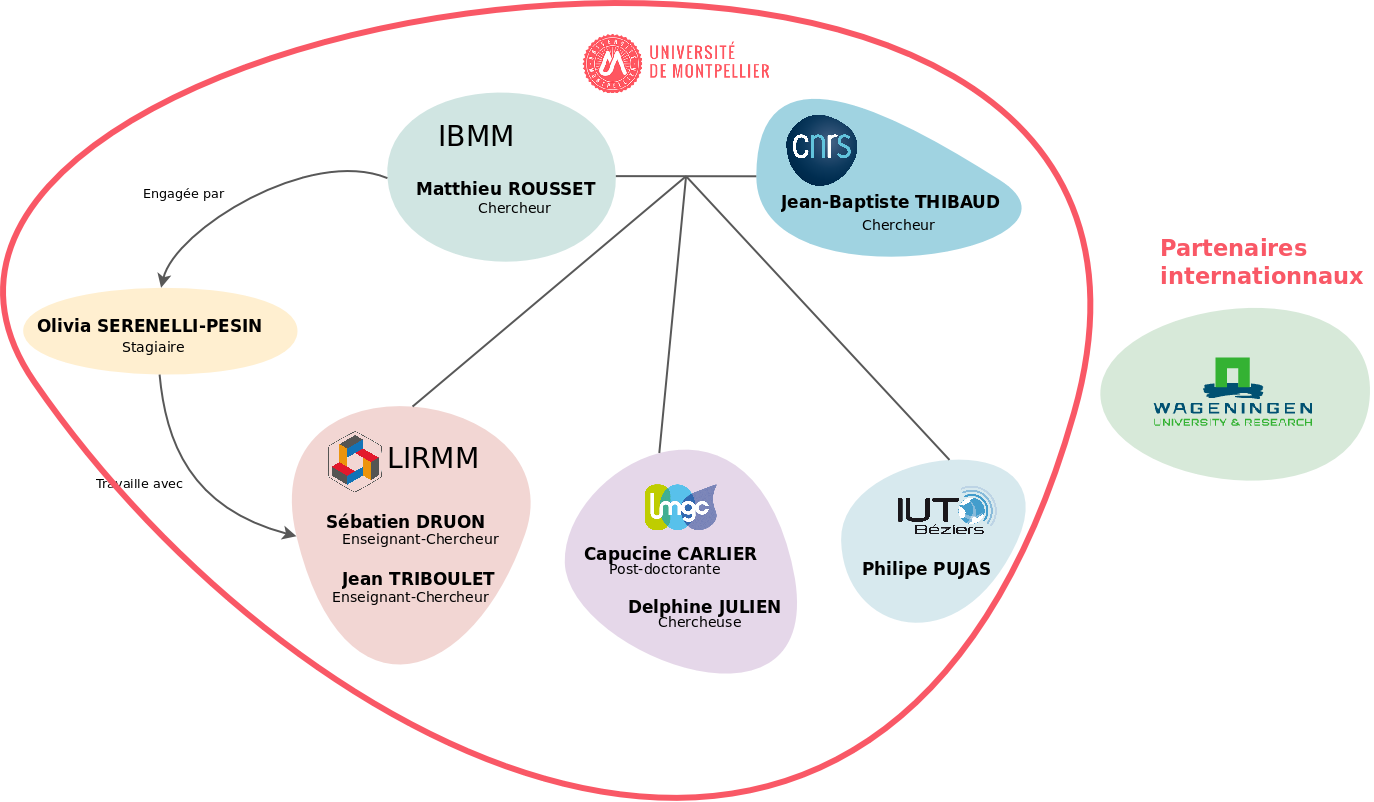 UNIVERSITÉ
DE MONTPELLIER
IBMM
Matthieu ROUSSET
Chercheur
cnrs
Jean-Baptiste THIBAUD
Chercheur
Engagée par
Partenaires
internationnaux
Olivia SERENELLI-PESIN
Stagiaire
WAGENINGEN
UNIVERSITY & RESEARCH
Travaille avec
LIRMM
Sébatien DRUON
Enseignant-Chercheur
Jean TRIBOULET
Enseignant-Chercheur
lmgc
Capucine CARLIER
Post-doctorante
Delphine JULIEN
Chercheuse
IUT
Béziers
Philipe PUJAS